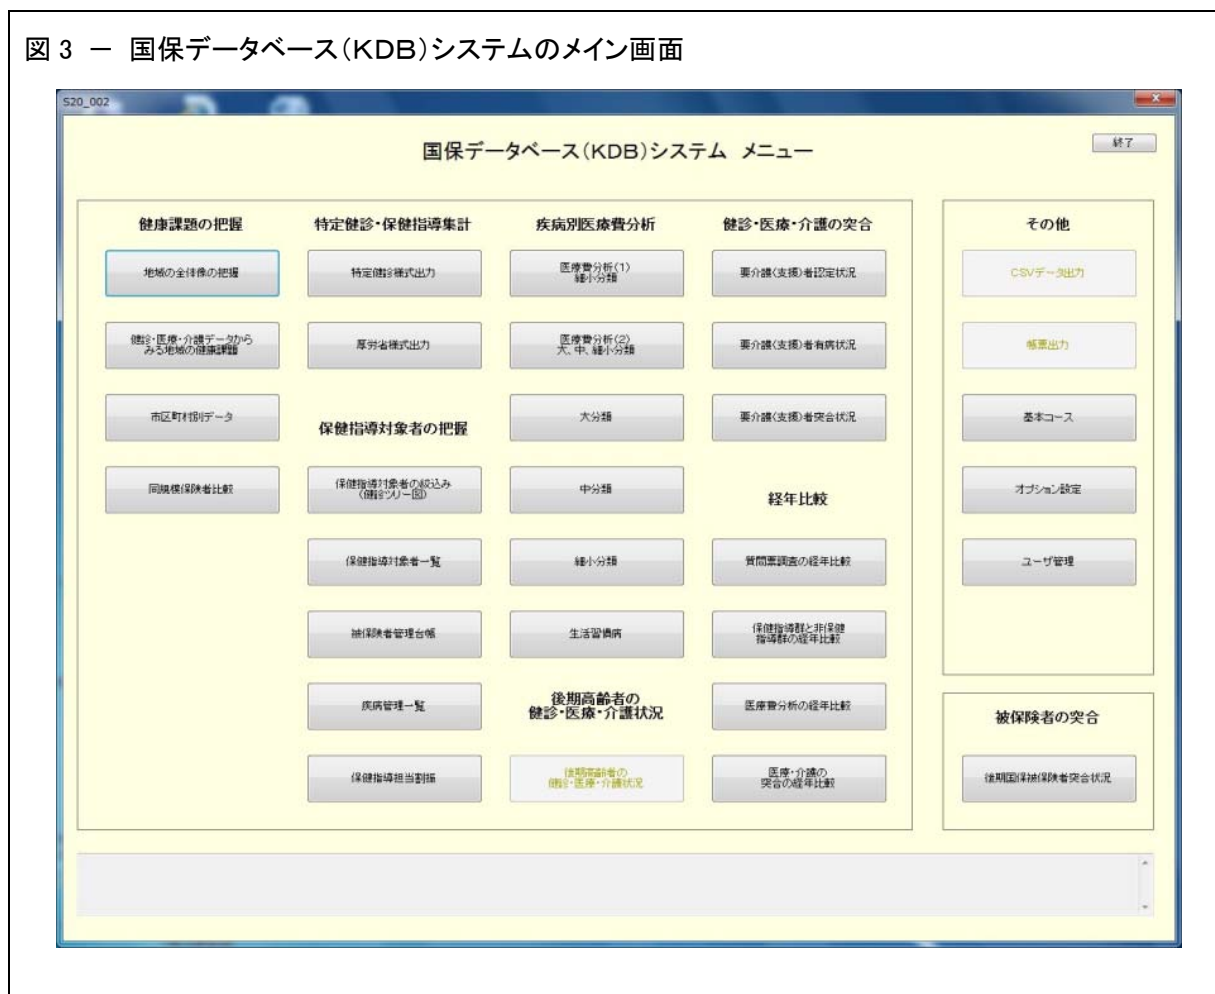 図3 － 国保データベース(KDB)システムのメイン画面
S20_002
国保データベース(KDB)システム メニュー
終了
健康課題の把握
地域の全体像の把握
健診・医療・介護データから
みる地域の健康課題
市区町村別データ
同規模保険者比較
特定健診・保健指導集計
特定健診様式出力
厚労省様式出力
保健指導対象者の把握
保健指導対象者の絞込み
(健診ツリー図)
保健指導対象者一覧
被保険者管理台帳
疾病管理一覧
保健指導担当割振
疾病別医療費分析
医療費分析(1)
細小分類
医療費分析(2)
大、中、細小分類
大分類
中分類
細小分類
生活習慣病
後期高齢者の
健診・医療・介護状況
後期高齢者の
健診・医療・介護状況
健診・医療・介護の突合
要介護(支援)者認定状況
要介護(支援)者有病状況
要介護(支援)者突合状況
経年比較
質問票調査の経年比較
保健指導群と非保健
指導群の経年比較
医療費分析の経年比較
医療・介護の
突合の経年比較
その他
CSVデータ出力
帳票出力
基本コース
オプション設定
ユーザ管理
被保険者の突合
後期国保被保険者突合状況